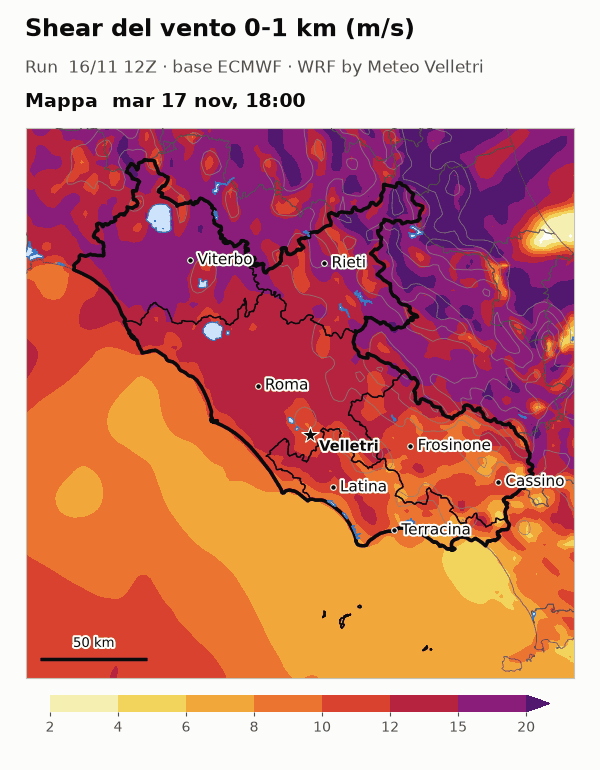 Shear del vento 0-1 km (m/s)
Run  16/11 12Z · base ECMWF · WRF by Meteo Velletri
Mappa  mar 17 nov, 18:00
Viterbo
Rieti
Roma
Velletri
Frosinone
Latina
Cassino
Terracina
50 km
2 4 6 8 10 12 15 20